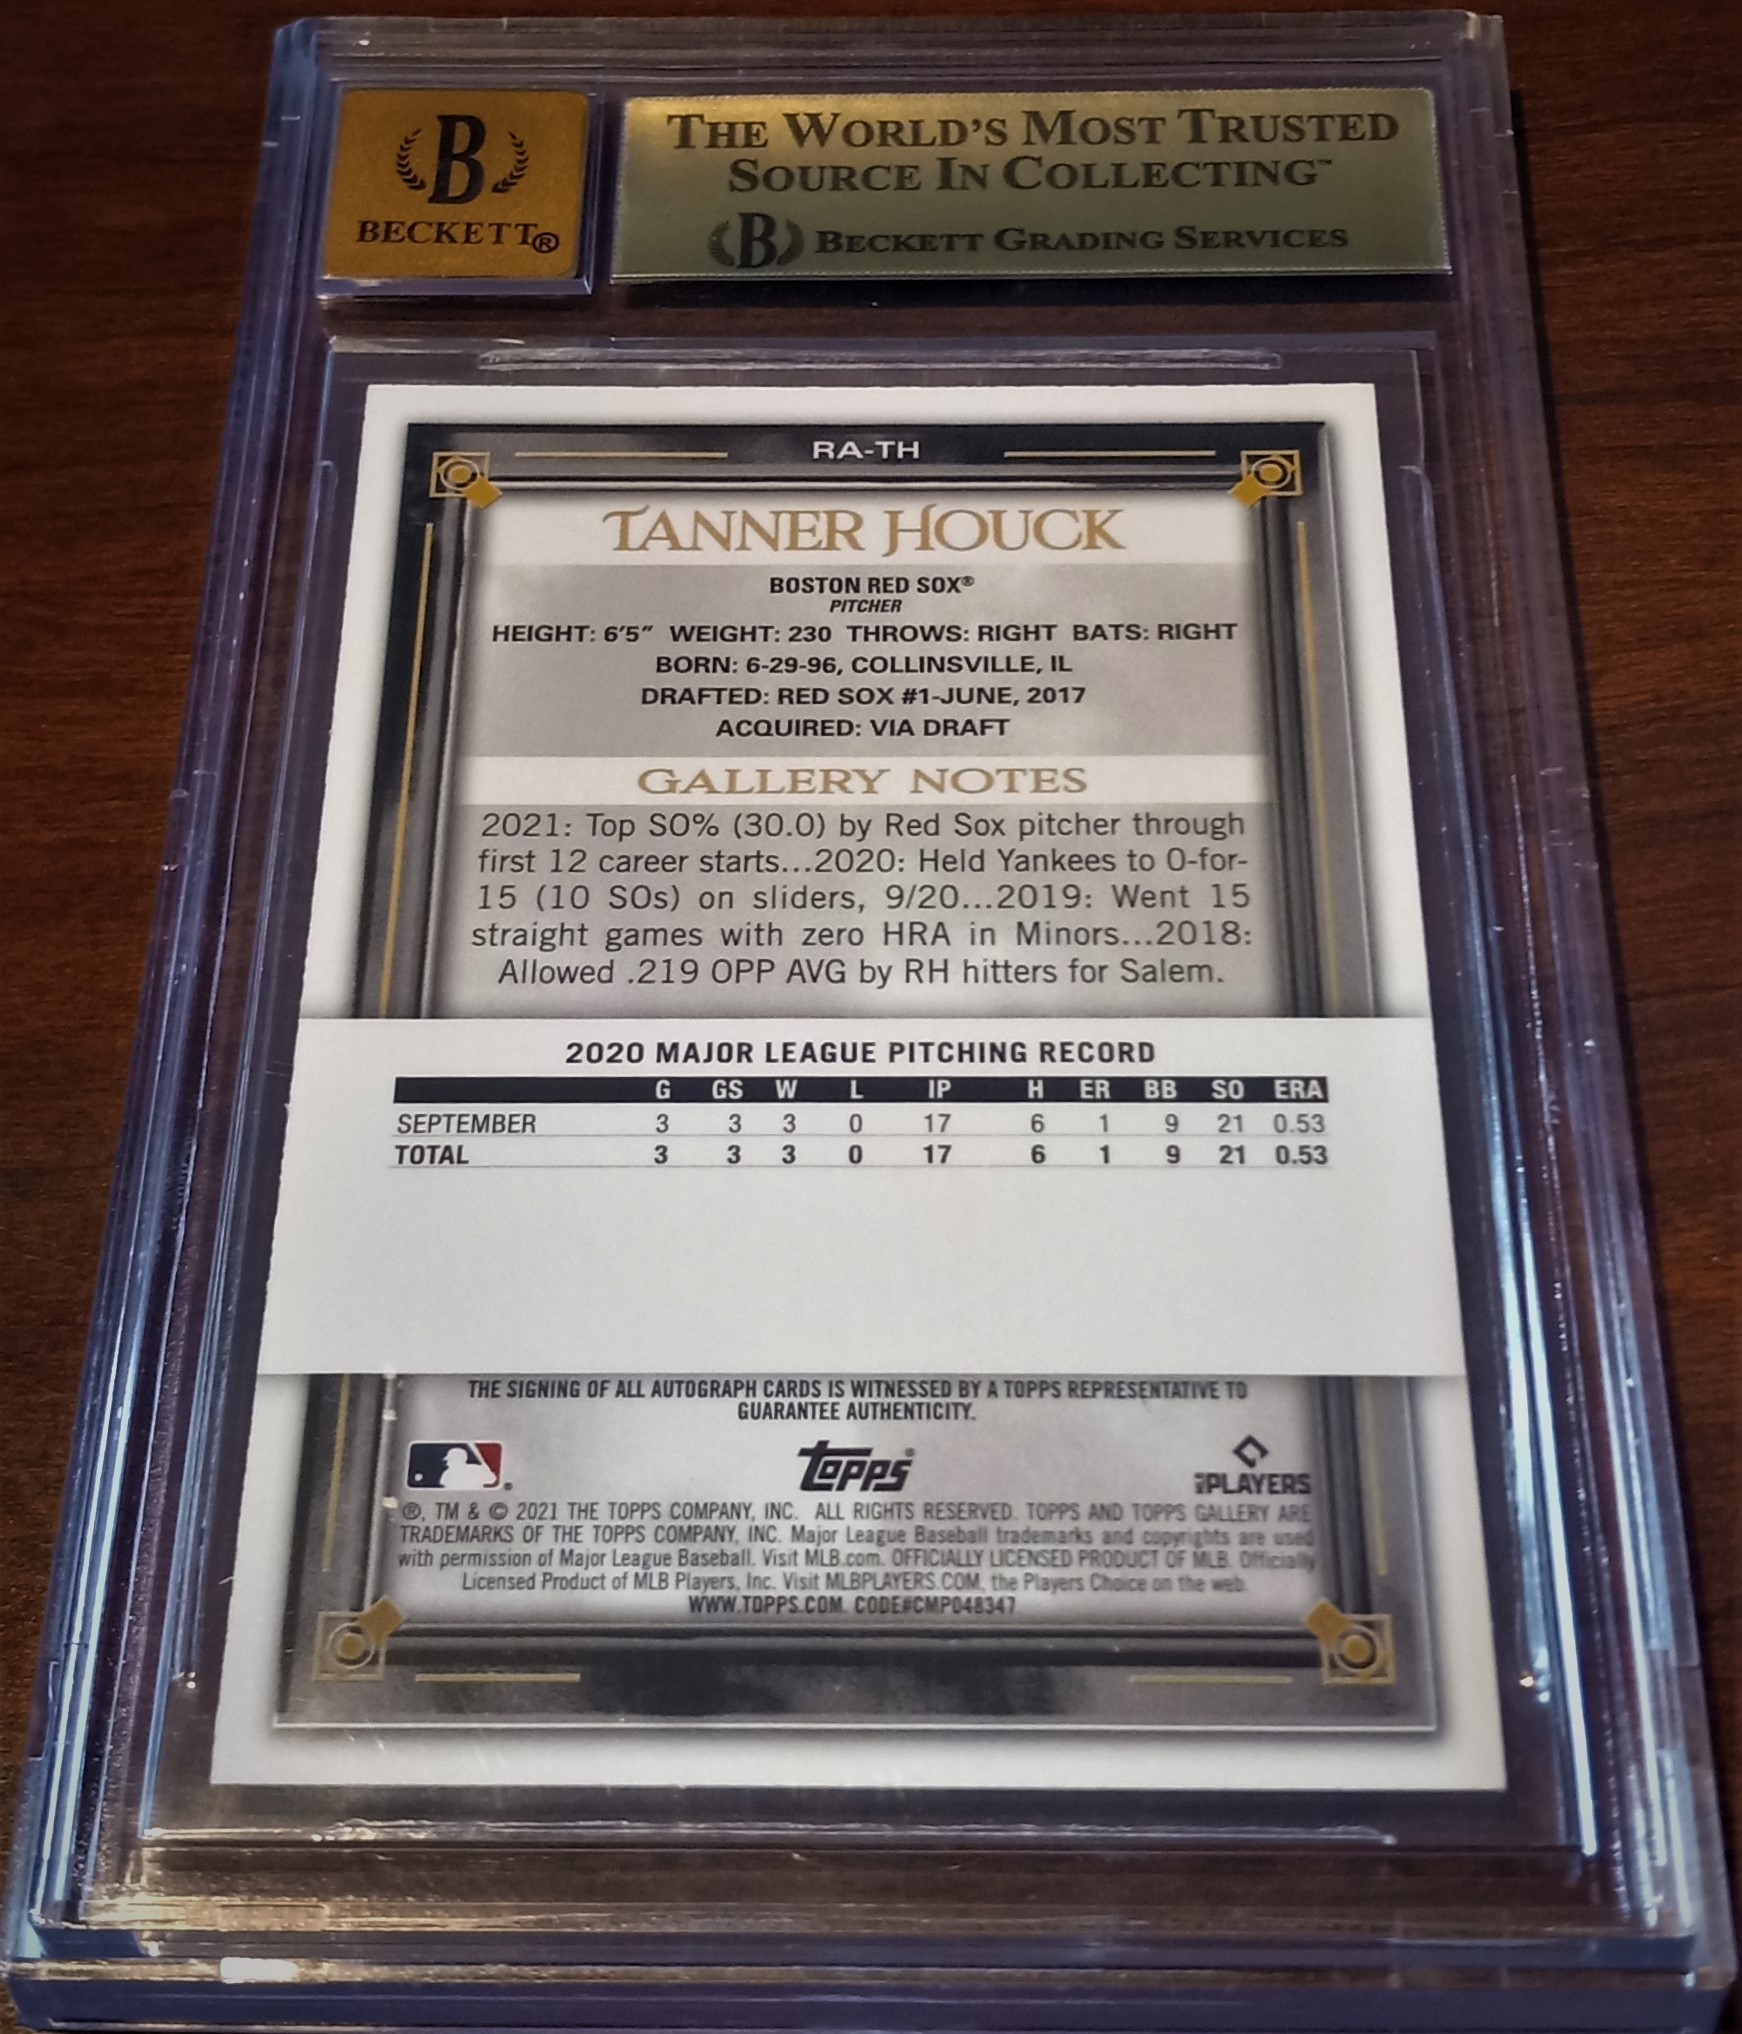 B
BECKETT®
THE WORLD'S MOST TRUSTED
SOURCE IN COLLECTING™
B BECKETT GRADING SERVICES
RA-TH
TANNER HOUCK
BOSTON RED SOX®
PITCHER
HEIGHT: 6'5" WEIGHT: 230 THROWS: RIGHT BATS: RIGHT
BORN: 6-29-96, COLLINSVILLE, IL
DRAFTED: RED SOX #1-JUNE, 2017
ACQUIRED: VIA DRAFT
GALLERY NOTES
2021: Top SO% (30.0) by Red Sox pitcher through
first 12 career starts...2020: Held Yankees to 0-for-
15 (10 SOs) on sliders, 9/20...2019: Went 15
straight games with zero HRA in Minors...2018:
Allowed .219 OPP AVG by RH hitters for Salem.
2020 MAJOR LEAGUE PITCHING RECORD
G GS W L IP H ER BB SO ERA
SEPTEMBER 3 3 3 0 17 6 1 9 21 0.53
TOTAL 3 3 3 0 17 6 1 9 21 0.53
THE SIGNING OF ALL AUTOGRAPH CARDS IS WITNESSED BY A TOPPS REPRESENTATIVE TO
GUARANTEE AUTHENTICITY.
Topps®
PLAYERS
®, TM & © 2021 THE TOPPS COMPANY, INC. ALL RIGHTS RESERVED. TOPPS AND TOPPS GALLERY ARE
TRADEMARKS OF THE TOPPS COMPANY, INC. Major League Baseball trademarks and copyrights are used
with permission of Major League Baseball. Visit MLB.com. OFFICIALLY LICENSED PRODUCT OF MLB. Officially
Licensed Product of MLB Players, Inc. Visit MLBPLAYERS.COM, the Players Choice on the web.
WWW.TOPPS.COM. CODE#CMP048347